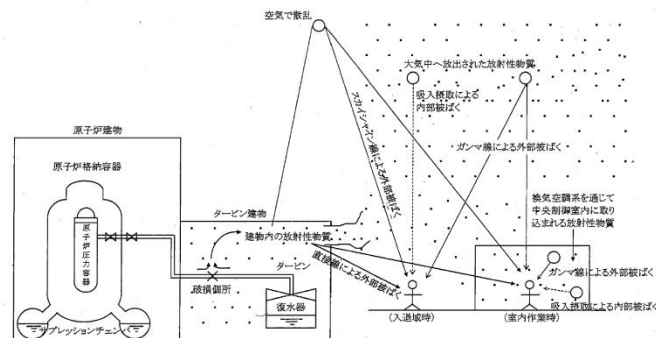 空気で散乱
大気中へ放出された放射性物質
吸入摂取による
内部被ばく
スカイシャイン線による外部被ばく
ガンマ線による外部被ばく
原子炉建物
原子炉格納容器
原子炉圧力容器
サプレッションチェンバ
タービン建物
建物内の放射性物質
タービン
破損個所
復水器
直接線による外部被ばく
換気空調系を通じて
中央制御室内に取り
込まれる放射性物質
ガンマ線による外部被ばく
吸入摂取による内部被ばく
(入退域時)
(室内作業時)